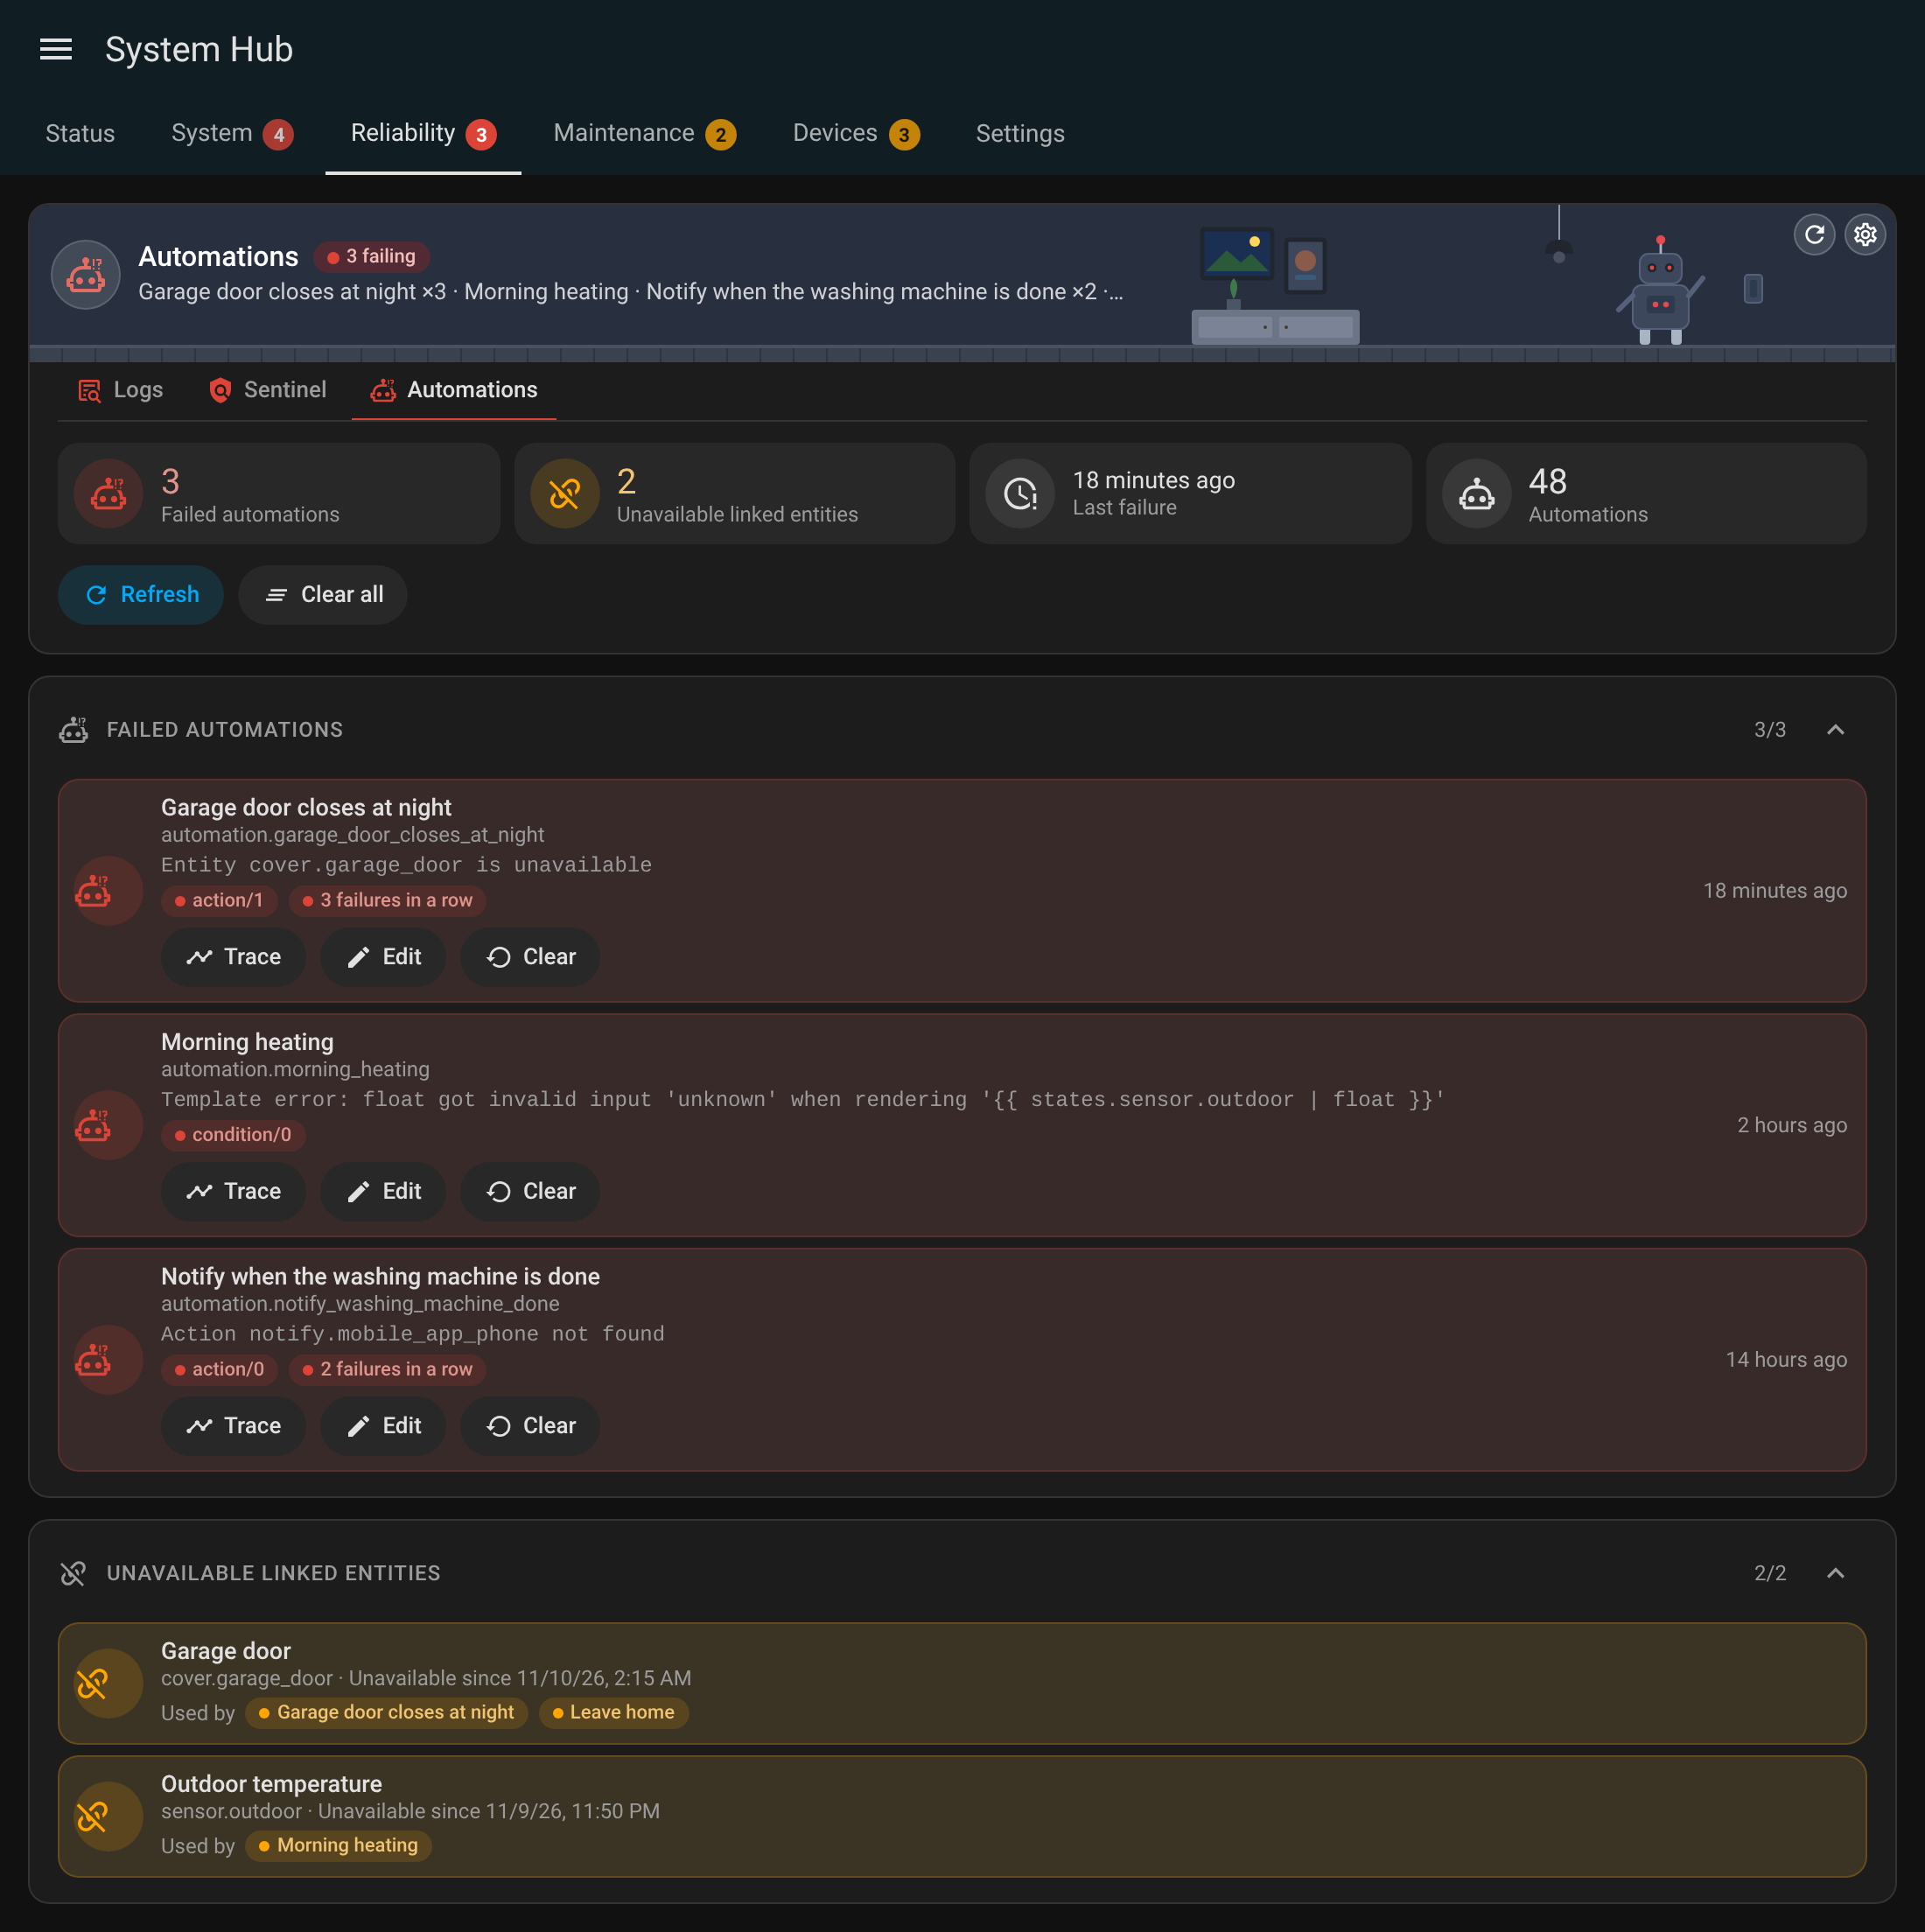 System Hub
Status
System 4
Reliability 3
Maintenance 2
Devices 3
Settings
Automations
3 failing
Garage door closes at night ×3 · Morning heating · Notify when the washing machine is done ×2 ·…
Logs
Sentinel
Automations
3
Failed automations
2
Unavailable linked entities
18 minutes ago
Last failure
48
Automations
Refresh
Clear all
FAILED AUTOMATIONS
3/3
Garage door closes at night
automation.garage_door_closes_at_night
Entity cover.garage_door is unavailable
action/1
3 failures in a row
18 minutes ago
Trace
Edit
Clear
Morning heating
automation.morning_heating
Template error: float got invalid input 'unknown' when rendering '{{ states.sensor.outdoor | float }}'
condition/0
2 hours ago
Trace
Edit
Clear
Notify when the washing machine is done
automation.notify_washing_machine_done
Action notify.mobile_app_phone not found
action/0
2 failures in a row
14 hours ago
Trace
Edit
Clear
UNAVAILABLE LINKED ENTITIES
2/2
Garage door
cover.garage_door · Unavailable since 11/10/26, 2:15 AM
Used by
Garage door closes at night
Leave home
Outdoor temperature
sensor.outdoor · Unavailable since 11/9/26, 11:50 PM
Used by
Morning heating